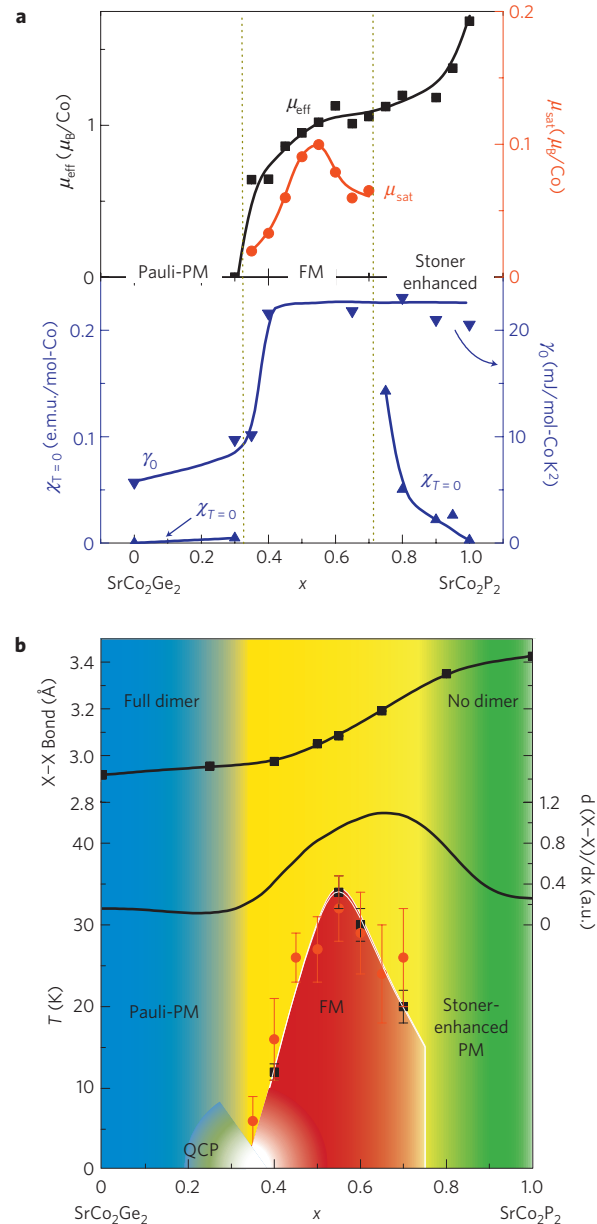 a
0.2
0.1
0
μsat(μB/Co)
1
0
μeff (μB/Co)
μeff
μsat
Pauli-PM
FM
Stoner
enhanced
0.2
0.1
0
χT = 0 (e.m.u./mol-Co)
20
10
0
γ0 (mJ/mol-Co K²)
γ0
χT = 0
χT = 0
0 0.2 0.4 0.6 0.8 1.0
SrCo2Ge2 x SrCo2P2
b
3.4
3.2
3.0
2.8
X–X Bond (Å)
Full dimer
No dimer
1.2
0.8
0.4
0
d (X–X)/dx (a.u.)
40
30
20
10
0
T (K)
Pauli-PM
FM
Stoner-
enhanced
PM
QCP
0 0.2 0.4 0.6 0.8 1.0
SrCo2Ge2 x SrCo2P2